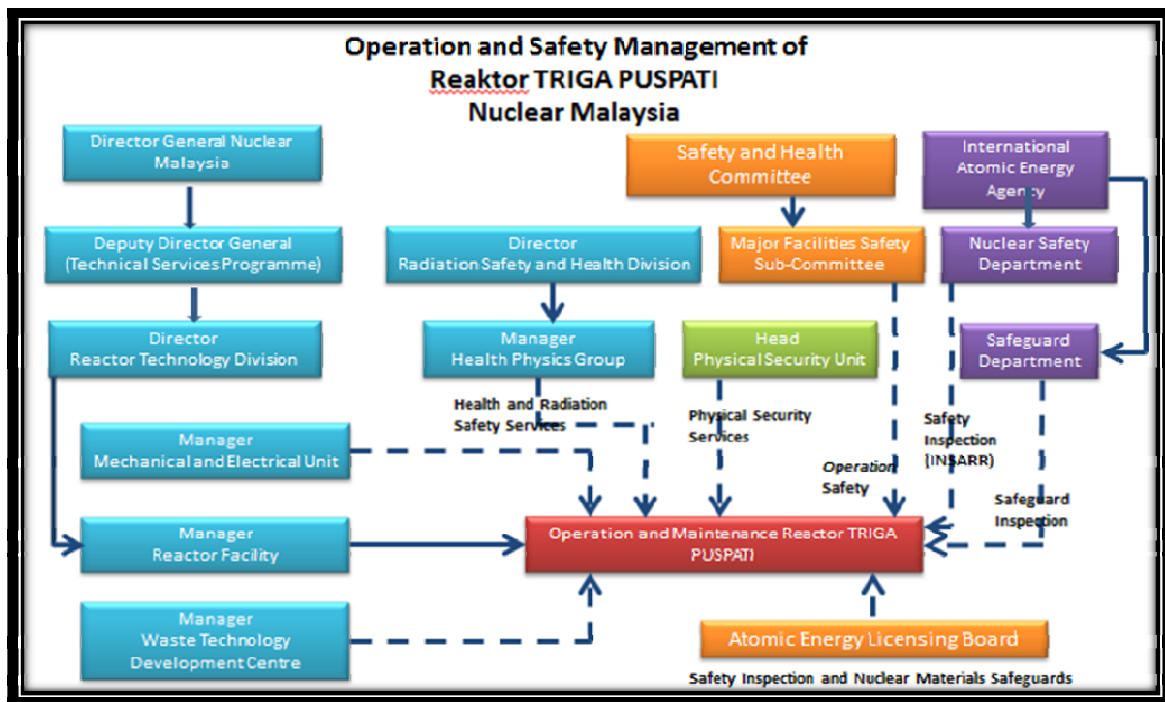 Operation and Safety Management of
Reaktor TRIGA PUSPATI
Nuclear Malaysia
Director General Nuclear
Malaysia
Safety and Health
Committee
International
Atomic Energy
Agency
Deputy Director General
(Technical Services Programme)
Director
Radiation Safety and Health Division
Major Facilities Safety
Sub-Committee
Nuclear Safety
Department
Director
Reactor Technology Division
Manager
Health Physics Group
Head
Physical Security Unit
Safeguard
Department
Health and Radiation
Safety Services
Physical Security
Services
Safety
Inspection
(INSARR)
Manager
Mechanical and Electrical Unit
Operation
Safety
Safeguard
Inspection
Manager
Reactor Facility
Operation and Maintenance Reactor TRIGA
PUSPATI
Manager
Waste Technology
Development Centre
Atomic Energy Licensing Board
Safety Inspection and Nuclear Materials Safeguards